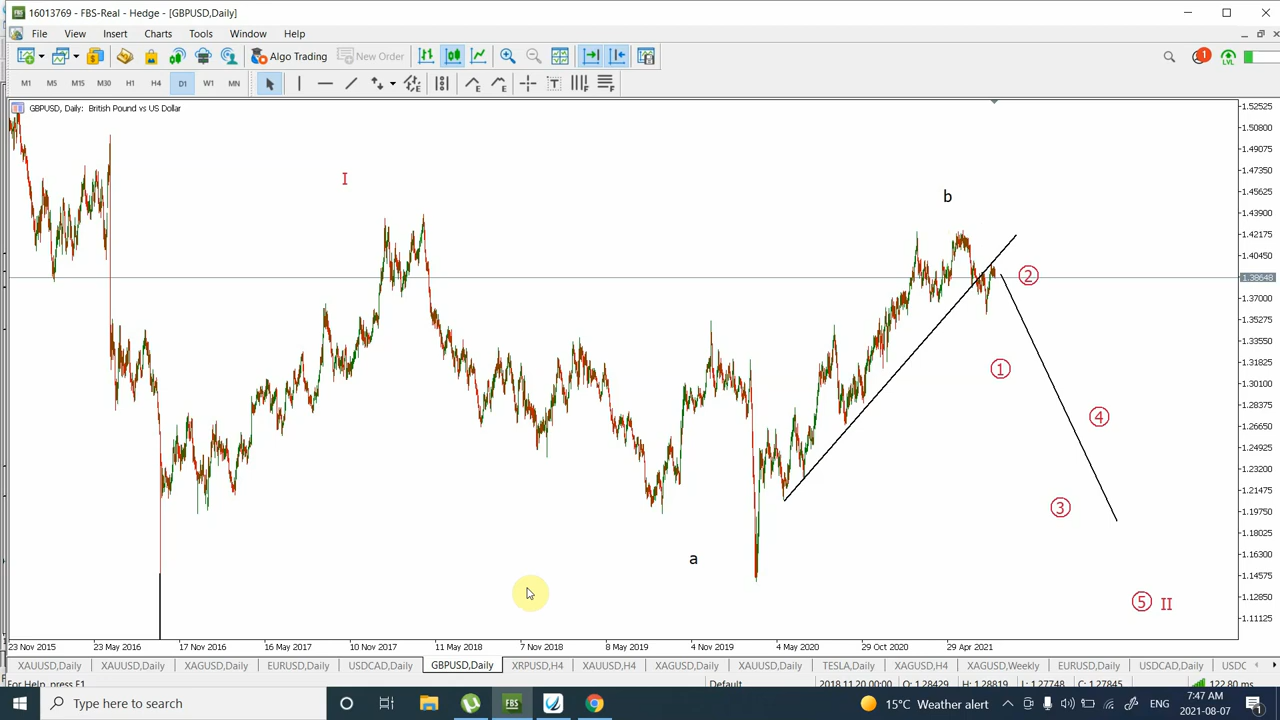 16013769 - FBS-Real - Hedge - [GBPUSD,Daily]
File View Insert Charts Tools Window Help
Algo Trading New Order 1 LVL
M1 M5 M15 M30 H1 H4 D1 W1 MN T F F
GBPUSD, Daily: British Pound vs US Dollar
1.52525
1.50800
1.49075
1.47350
1.45625
1.43900
1.42175
1.40450
1.38648
1.37000
1.35275
1.33550
1.31825
1.30100
1.28375
1.26650
1.24925
1.23200
1.21475
1.19750
1.18025
1.16300
1.14575
1.12850
1.11125
I
b
2
1
4
3
a
5 II
23 Nov 2015 23 May 2016 17 Nov 2016 16 May 2017 10 Nov 2017 11 May 2018 7 Nov 2018 8 May 2019 4 Nov 2019 4 May 2020 29 Oct 2020 29 Apr 2021
XAUUSD,Daily XAUUSD,Daily XAGUSD,Daily EURUSD,Daily USDCAD,Daily GBPUSD,Daily XRPUSD,H4 XAUUSD,H4 XAGUSD,Daily XAUUSD,Daily TESLA,Daily XAGUSD,H4 XAGUSD,Weekly EURUSD,Daily USDCAD,Daily USDC
For Help, press F1 Default 2018.11.20 00:00 O: 1.28429 H: 1.28819 L: 1.27748 C: 1.27845 122.80 ms
Type here to search FBS 15°C Weather alert ENG 7:47 AM
2021-08-07 1